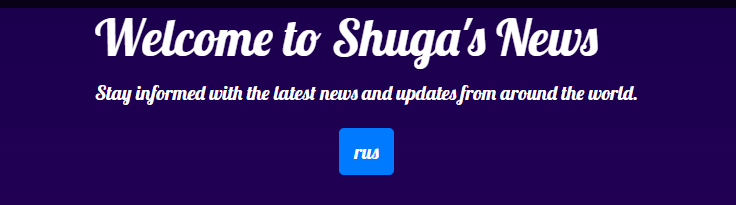 Welcome to Shuga's News
Stay informed with the latest news and updates from around the world.
rus